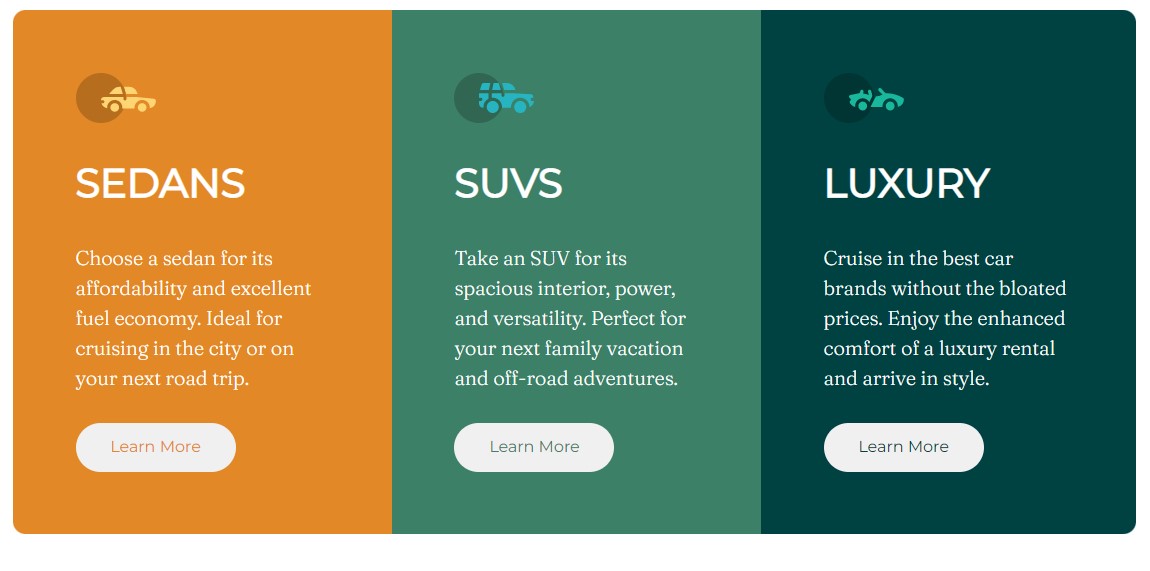 SEDANS
Choose a sedan for its
affordability and excellent
fuel economy. Ideal for
cruising in the city or on
your next road trip.
Learn More
SUVS
Take an SUV for its
spacious interior, power,
and versatility. Perfect for
your next family vacation
and off-road adventures.
Learn More
LUXURY
Cruise in the best car
brands without the bloated
prices. Enjoy the enhanced
comfort of a luxury rental
and arrive in style.
Learn More